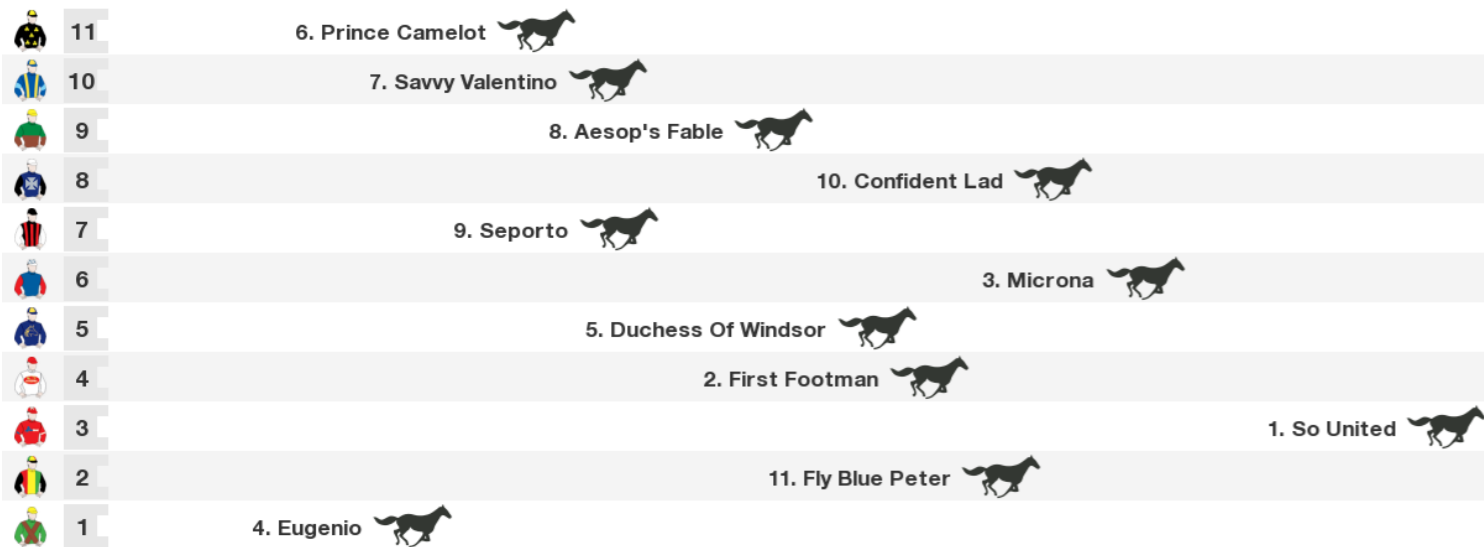 11 6. Prince Camelot
10 7. Savvy Valentino
9 8. Aesop's Fable
8 10. Confident Lad
7 9. Seporto
6 3. Microna
5 5. Duchess Of Windsor
4 2. First Footman
3 1. So United
2 11. Fly Blue Peter
1 4. Eugenio